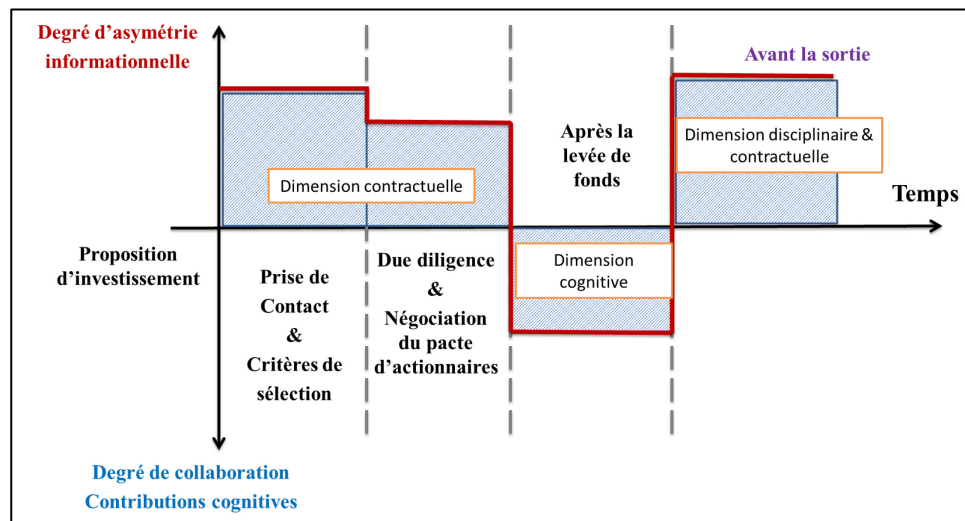 Degré d’asymétrie
informationnelle
Avant la sortie
Après la
levée de
fonds
Dimension disciplinaire &
contractuelle
Dimension contractuelle
Temps
Proposition
d’investissement
Prise de
Contact
&
Critères de
sélection
Due diligence
&
Négociation
du pacte
d’actionnaires
Dimension
cognitive
Degré de collaboration
Contributions cognitives